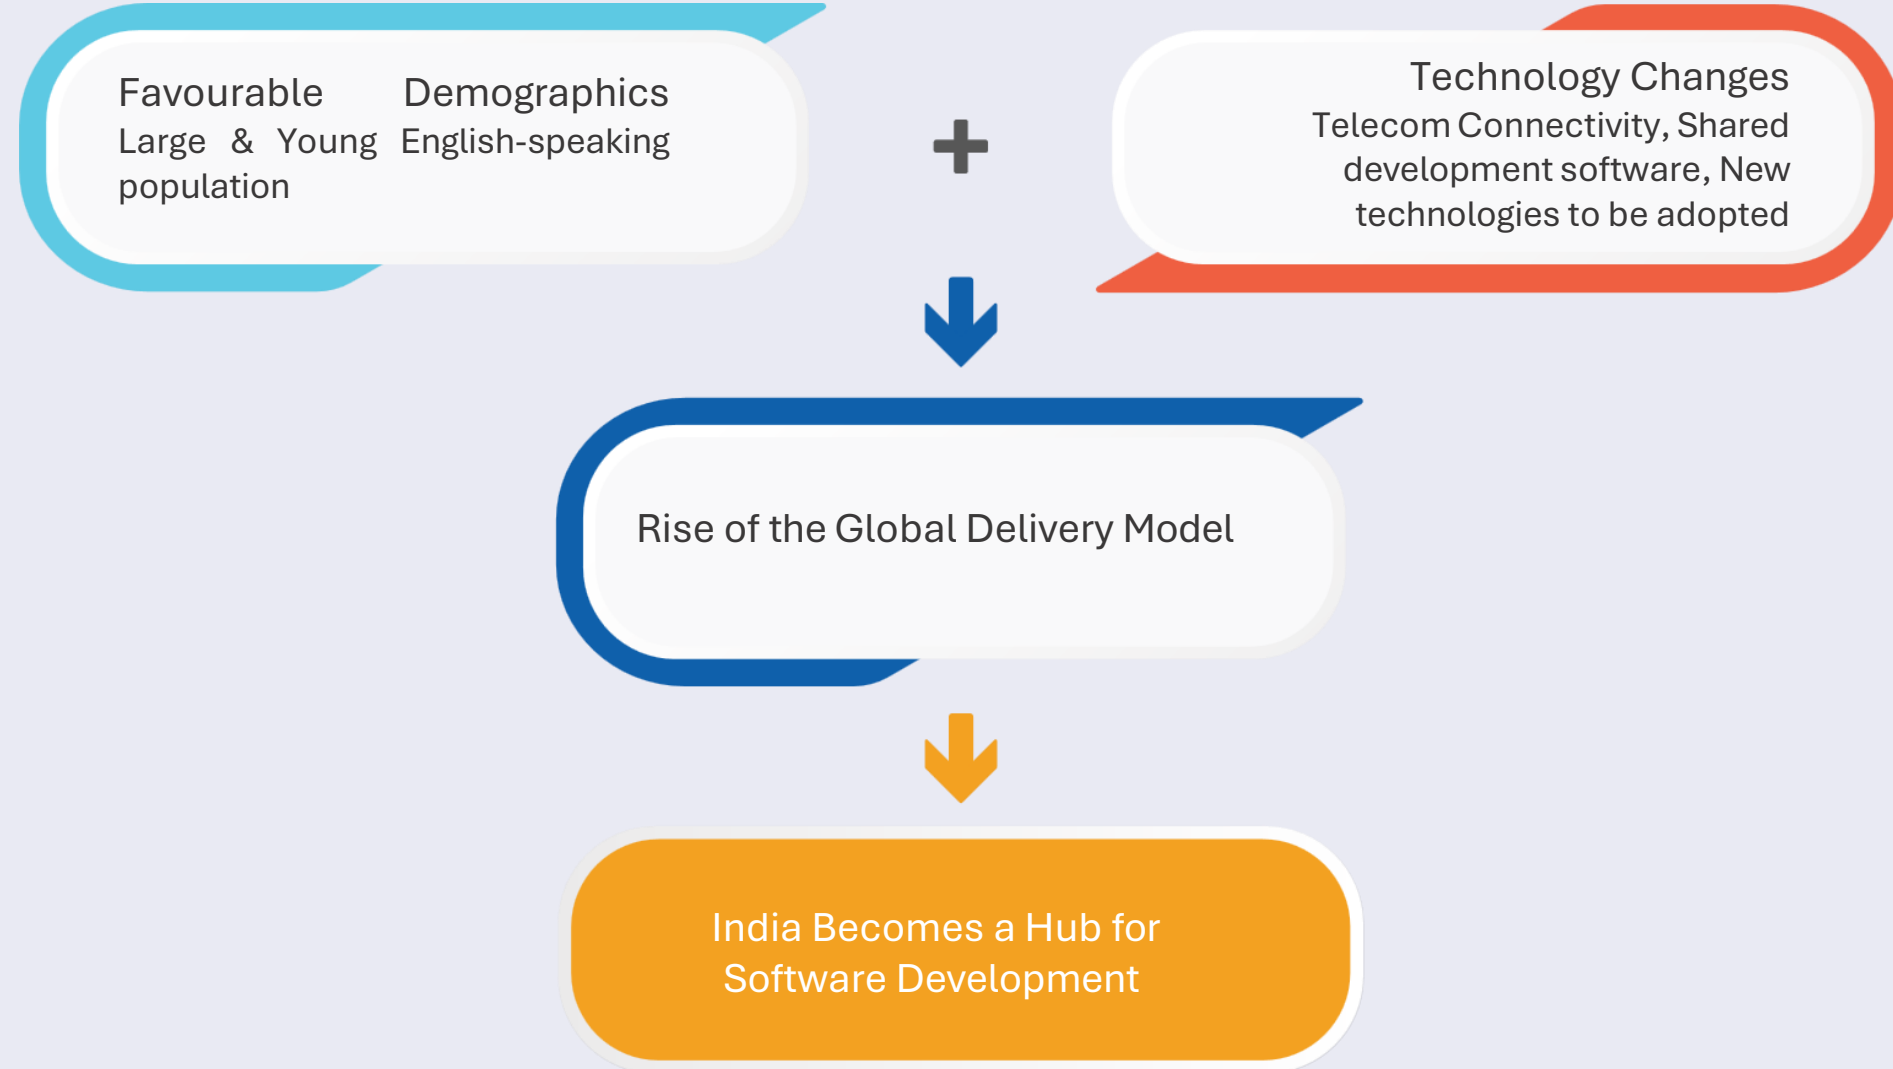 Favourable Demographics
Large & Young English-speaking
population
Technology Changes
Telecom Connectivity, Shared
development software, New
technologies to be adopted
Rise of the Global Delivery Model
India Becomes a Hub for
Software Development